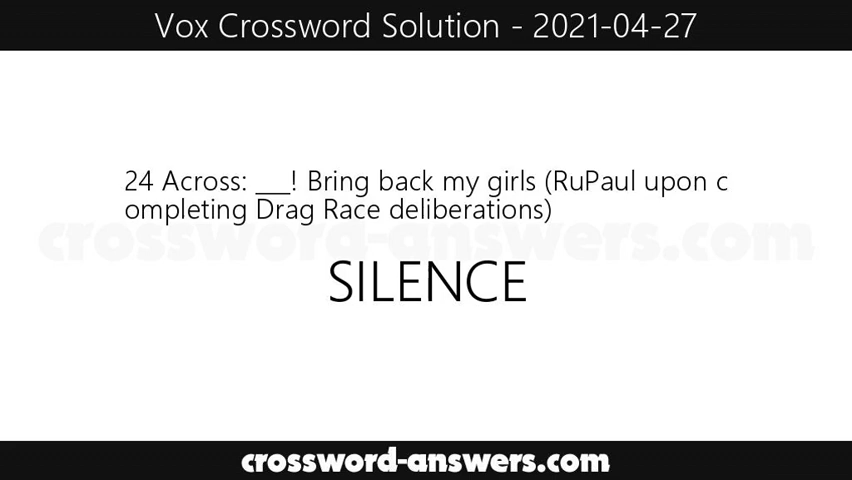 Vox Crossword Solution - 2021-04-27
24 Across: ___! Bring back my girls (RuPaul upon c
ompleting Drag Race deliberations)
crossword-answers.com
SILENCE
crossword-answers.com